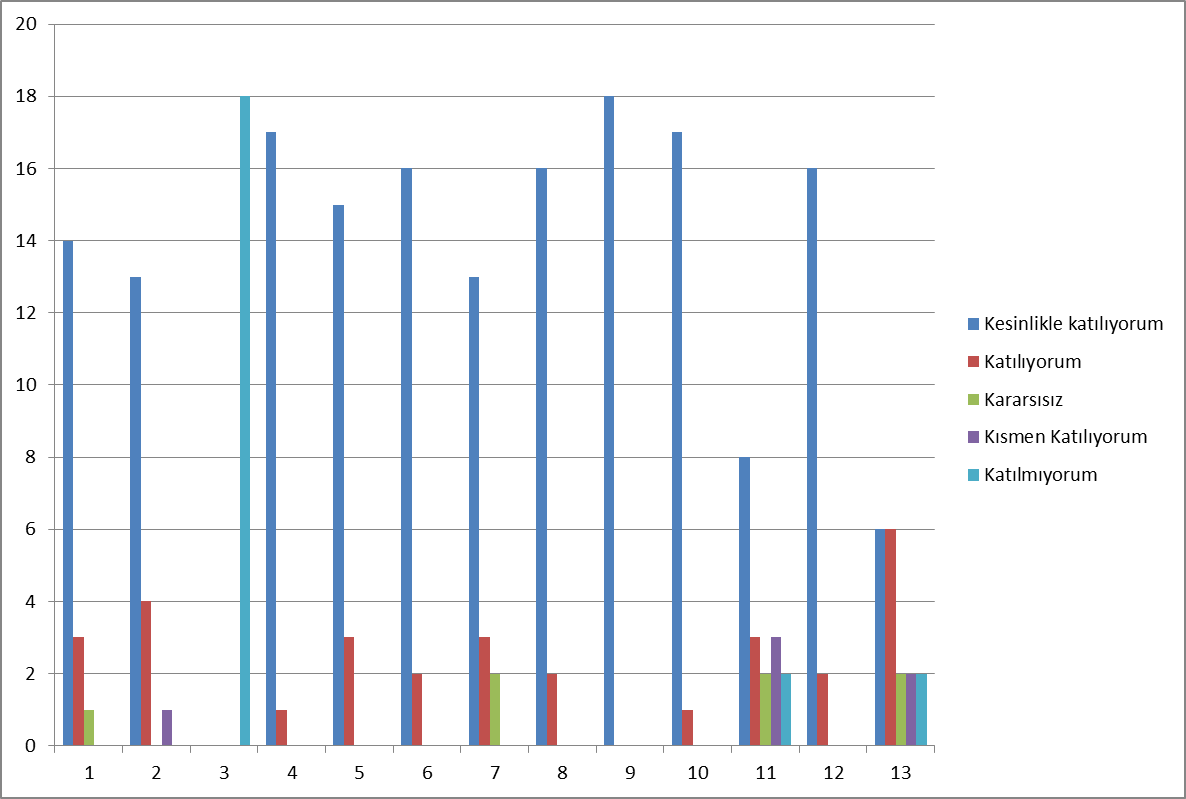 20
18
16
14
12
10
8
6
4
2
0
1 2 3 4 5 6 7 8 9 10 11 12 13
Kesinlikle katılıyorum
Katılıyorum
Kararsısız
Kısmen Katılıyorum
Katılmıyorum